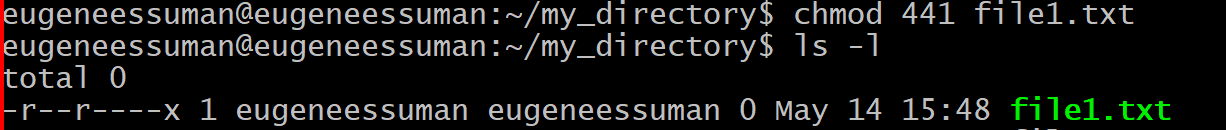 eugeneessuman@eugeneessuman:~/my_directory$ chmod 441 file1.txt
eugeneessuman@eugeneessuman:~/my_directory$ ls -l
total 0
-r--r----x 1 eugeneessuman eugeneessuman 0 May 14 15:48 file1.txt